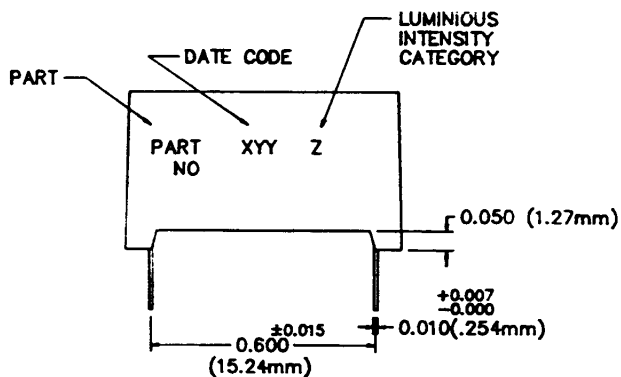 LUMINIOUS
INTENSITY
CATEGORY
DATE CODE
PART
PART XYY Z
NO
0.050 (1.27mm)
+0.007
-0.000
0.010(.254mm)
±0.015
0.600
(15.24mm)